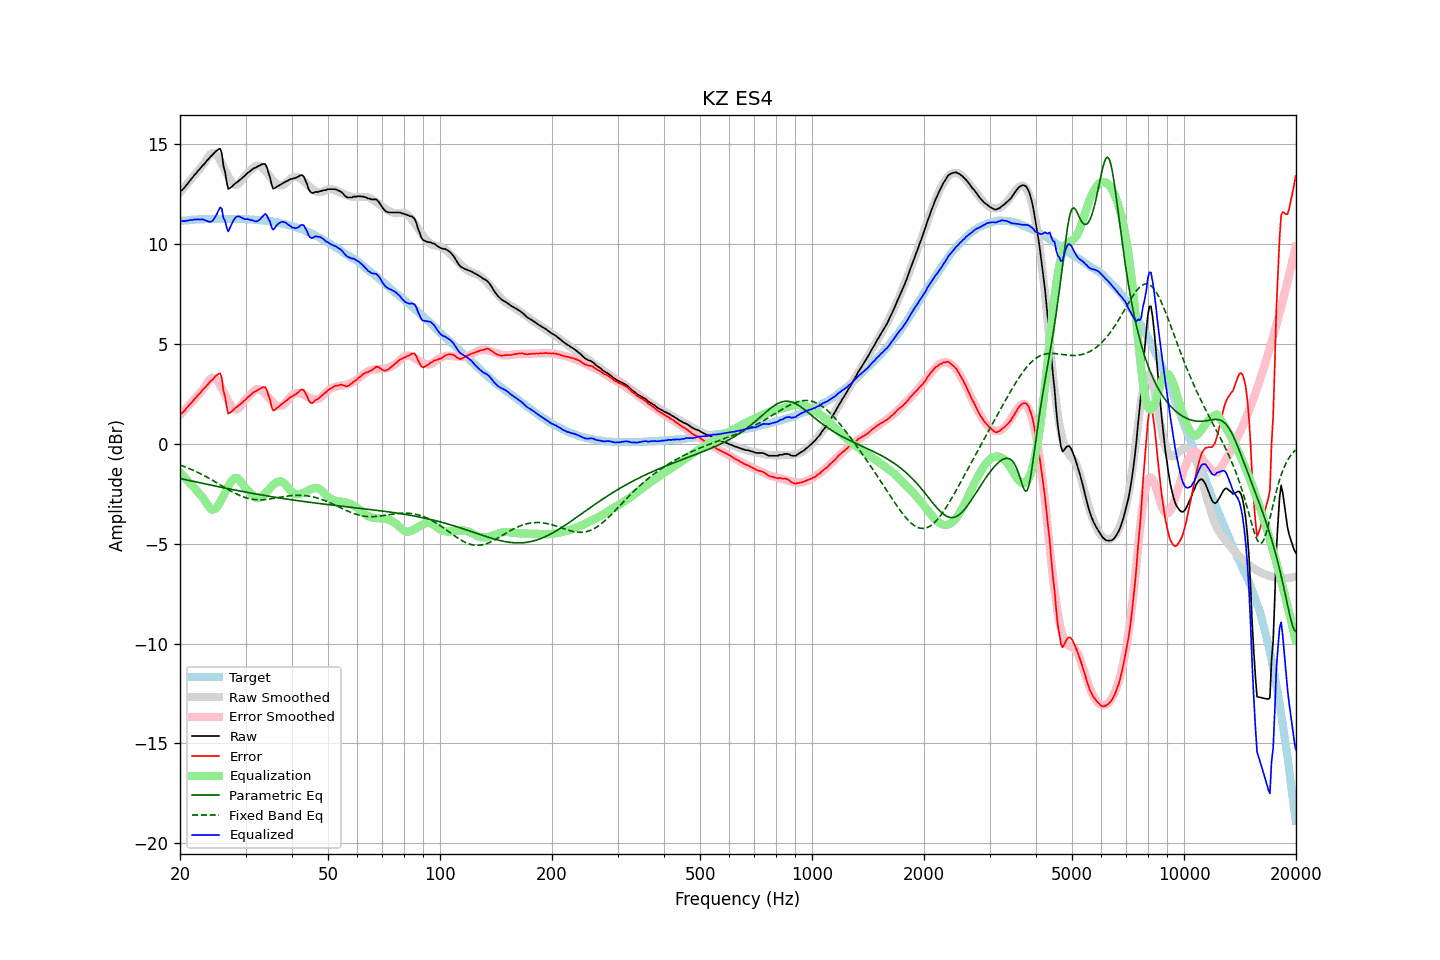 KZ ES4
Amplitude (dBr)
15
10
5
0
−5
−10
−15
−20
Target
Raw Smoothed
Error Smoothed
Raw
Error
Equalization
Parametric Eq
Fixed Band Eq
Equalized
20
50
100
200
500
1000
2000
5000
10000
20000
Frequency (Hz)